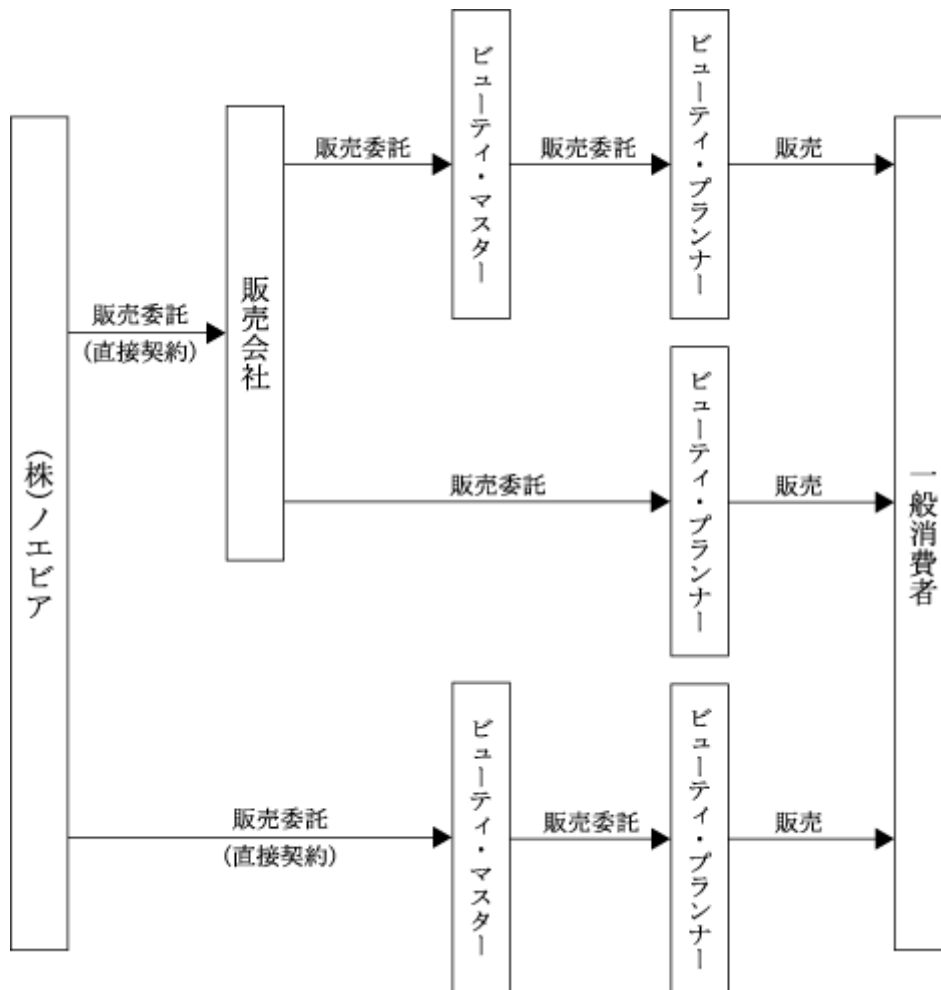 (株)ノエビア
販売委託
(直接契約)
販売会社
販売委託
ビューティ・マスター
販売委託
ビューティ・プランナー
販売
販売委託
ビューティ・プランナー
販売
販売委託
(直接契約)
ビューティ・マスター
販売委託
ビューティ・プランナー
販売
一般消費者